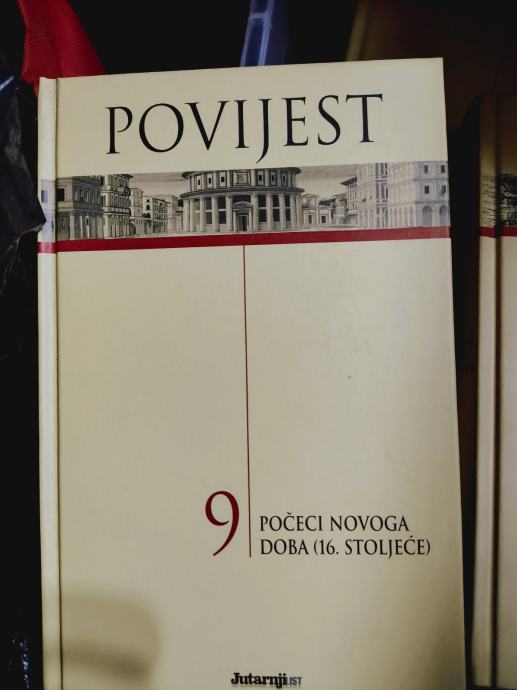 POVIJEST
9
POČECI NOVOGA
DOBA (16. STOLJEĆE)
Jutarnji LIST